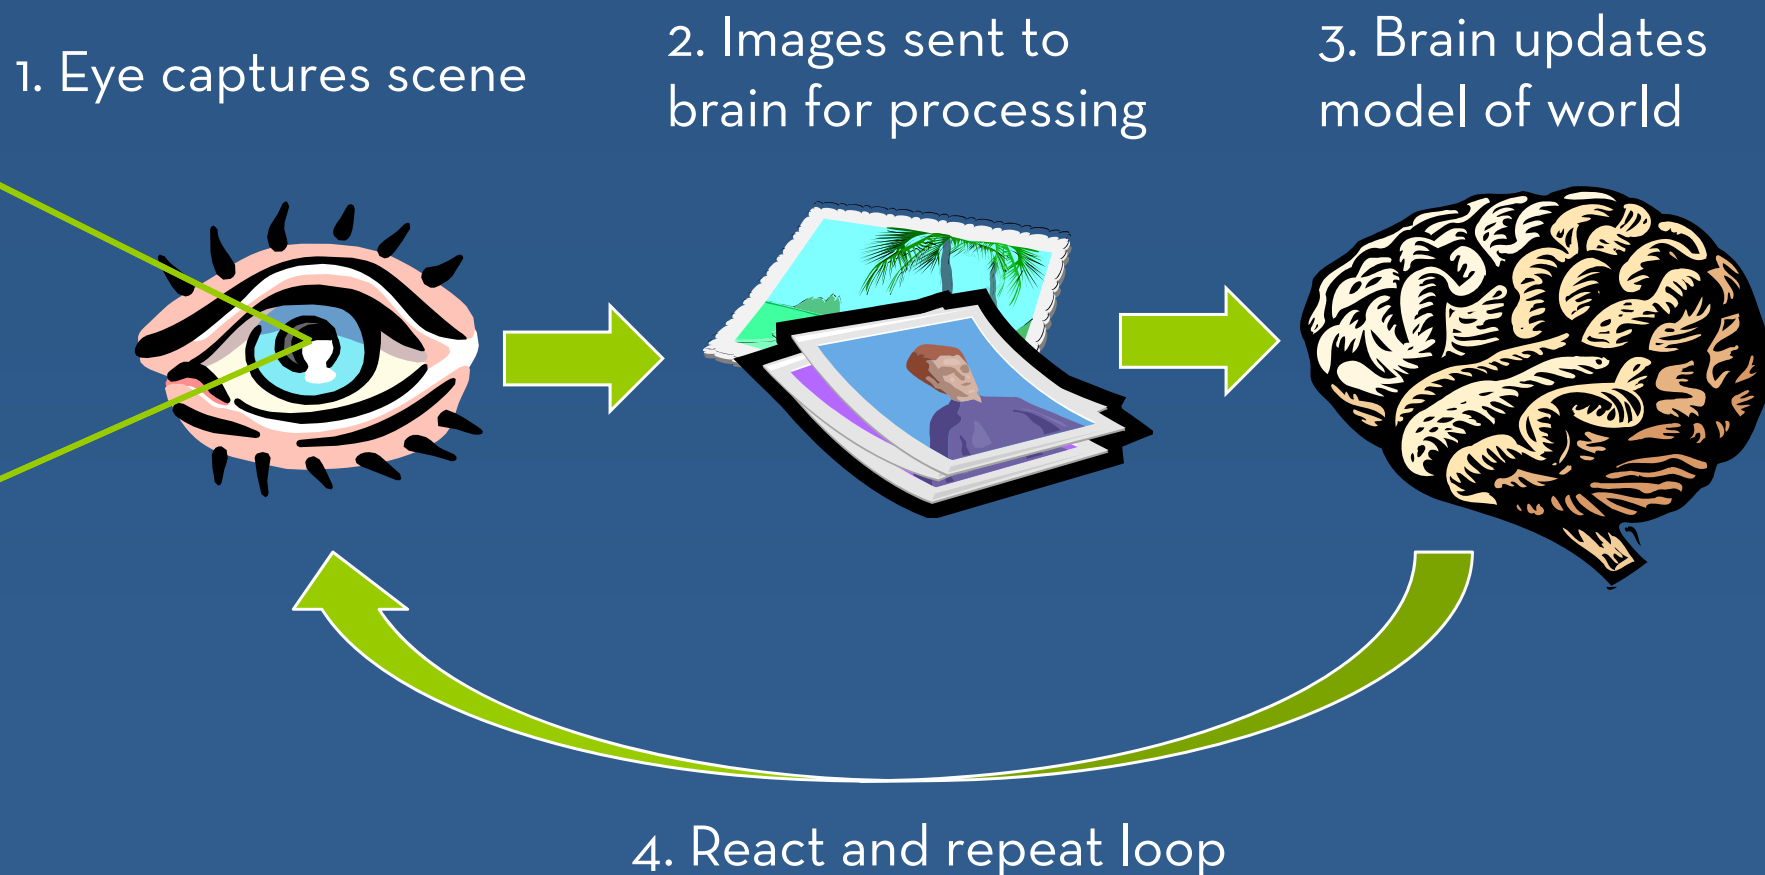 1. Eye captures scene
2. Images sent to
brain for processing
3. Brain updates
model of world
4. React and repeat loop